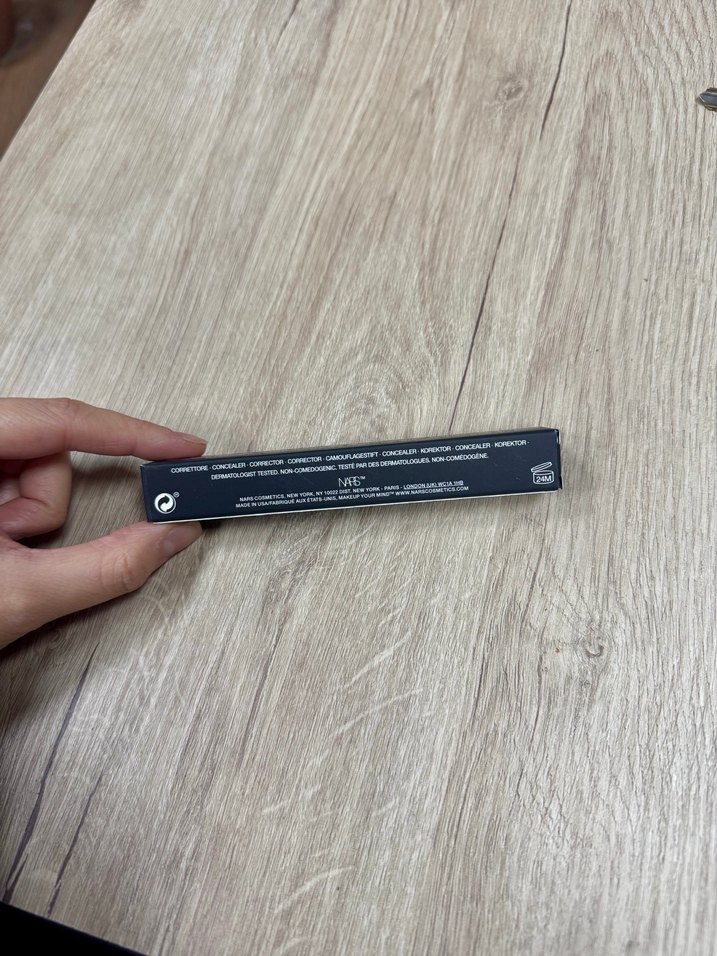 CORRETTORE · CONCEALER · CORRECTOR · CORRECTOR · CAMOUFLAGESTIFT · CONCEALER · KOREKTOR · CONCEALER · KOREKTOR ·
DERMATOLOGIST TESTED. NON-COMEDOGENIC. TESTÉ PAR DES DERMATOLOGUES. NON-COMÉDOGÈNE.
NARS™
NARS COSMETICS, NEW YORK, NY 10022 DIST. NEW YORK - PARIS - LONDON (UK) WC1A 1HB
MADE IN USA/FABRIQUÉ AUX ÉTATS-UNIS. MAKEUP YOUR MIND™ WWW.NARSCOSMETICS.COM
24M